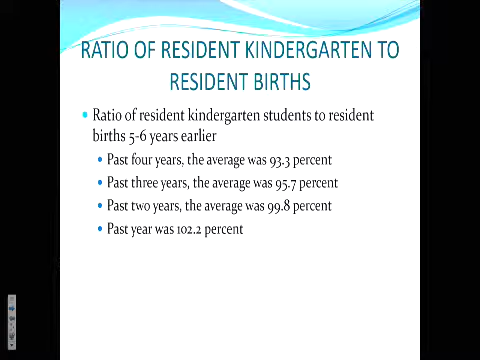 RATIO OF RESIDENT KINDERGARTEN TO
RESIDENT BIRTHS
Ratio of resident kindergarten students to resident
births 5-6 years earlier
Past four years, the average was 93.3 percent
Past three years, the average was 95.7 percent
Past two years, the average was 99.8 percent
Past year was 102.2 percent